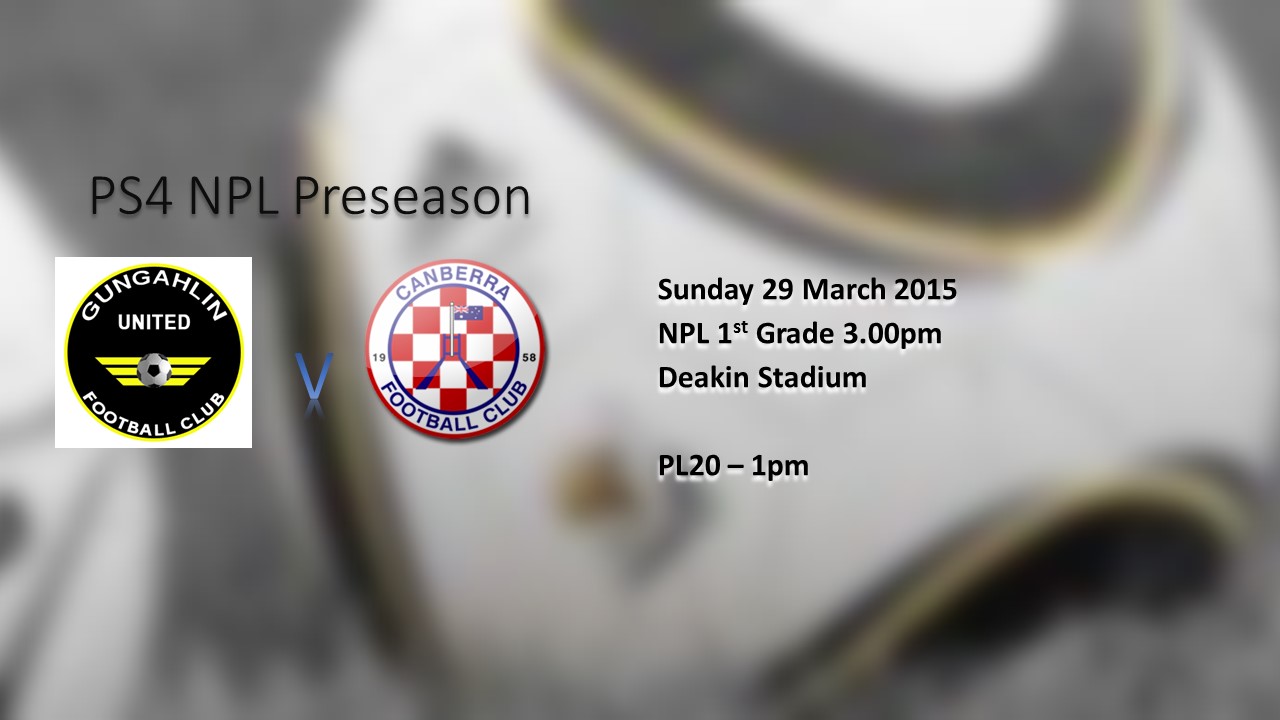 PS4 NPL Preseason
GUNGAHLIN
UNITED
FOOTBALL CLUB
V
CANBERRA
19 58
FOOTBALL CLUB
Sunday 29 March 2015
NPL 1st Grade 3.00pm
Deakin Stadium
PL20 – 1pm